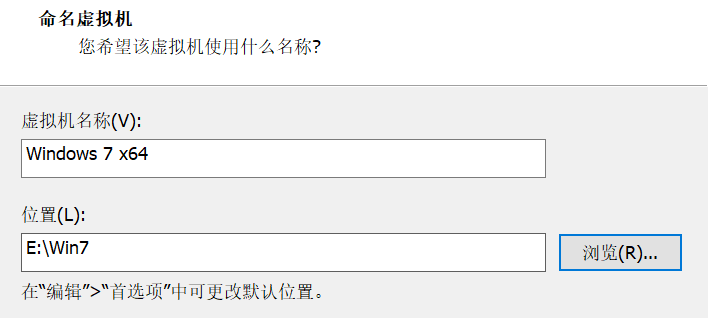 命名虚拟机
您希望该虚拟机使用什么名称?
虚拟机名称(V):
Windows 7 x64
位置(L):
E:\Win7
浏览(R)...
在“编辑”>“首选项”中可更改默认位置。